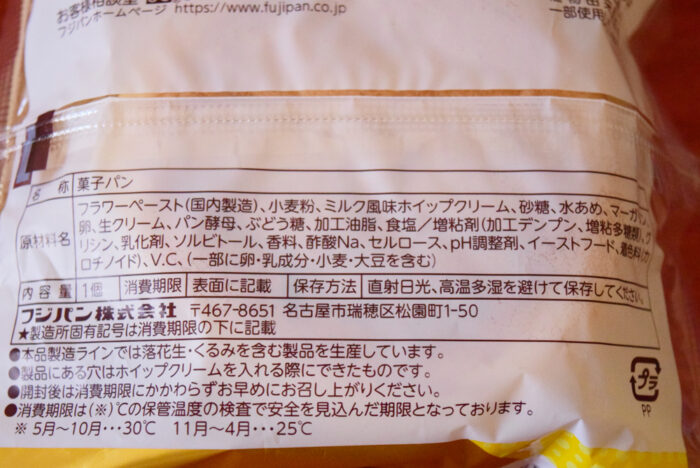 お客様相談室
フジパンホームページ https://www.fujipan.co.jp
一部使用
名 称 菓子パン
原材料名 フラワーペースト(国内製造)、小麦粉、ミルク風味ホイップクリーム、砂糖、水あめ、マーガリン、
卵、生クリーム、パン酵母、ぶどう糖、加工油脂、食塩/増粘剤(加工デンプン、増粘多糖類)、グ
リシン、乳化剤、ソルビトール、香料、酢酸Na、セルロース、pH調整剤、イーストフード、着色料(カ
ロチノイド)、V.C、(一部に卵・乳成分・小麦・大豆を含む)
内容量 1個 消費期限 表面に記載 保存方法 直射日光、高温多湿を避けて保存してください。
フジパン株式会社 〒467-8651 名古屋市瑞穂区松園町1-50
★製造所固有記号は消費期限の下に記載
●本品製造ラインでは落花生・くるみを含む製品を生産しています。
●製品にある穴はホイップクリームを入れる際にできたものです。
●開封後は消費期限にかかわらずお早めにお召し上がりください。
●消費期限は(※)℃の保管温度の検査で安全を見込んだ期限となっております。
※ 5月〜10月・・・30℃ 11月〜4月・・・25℃
プラ
PP